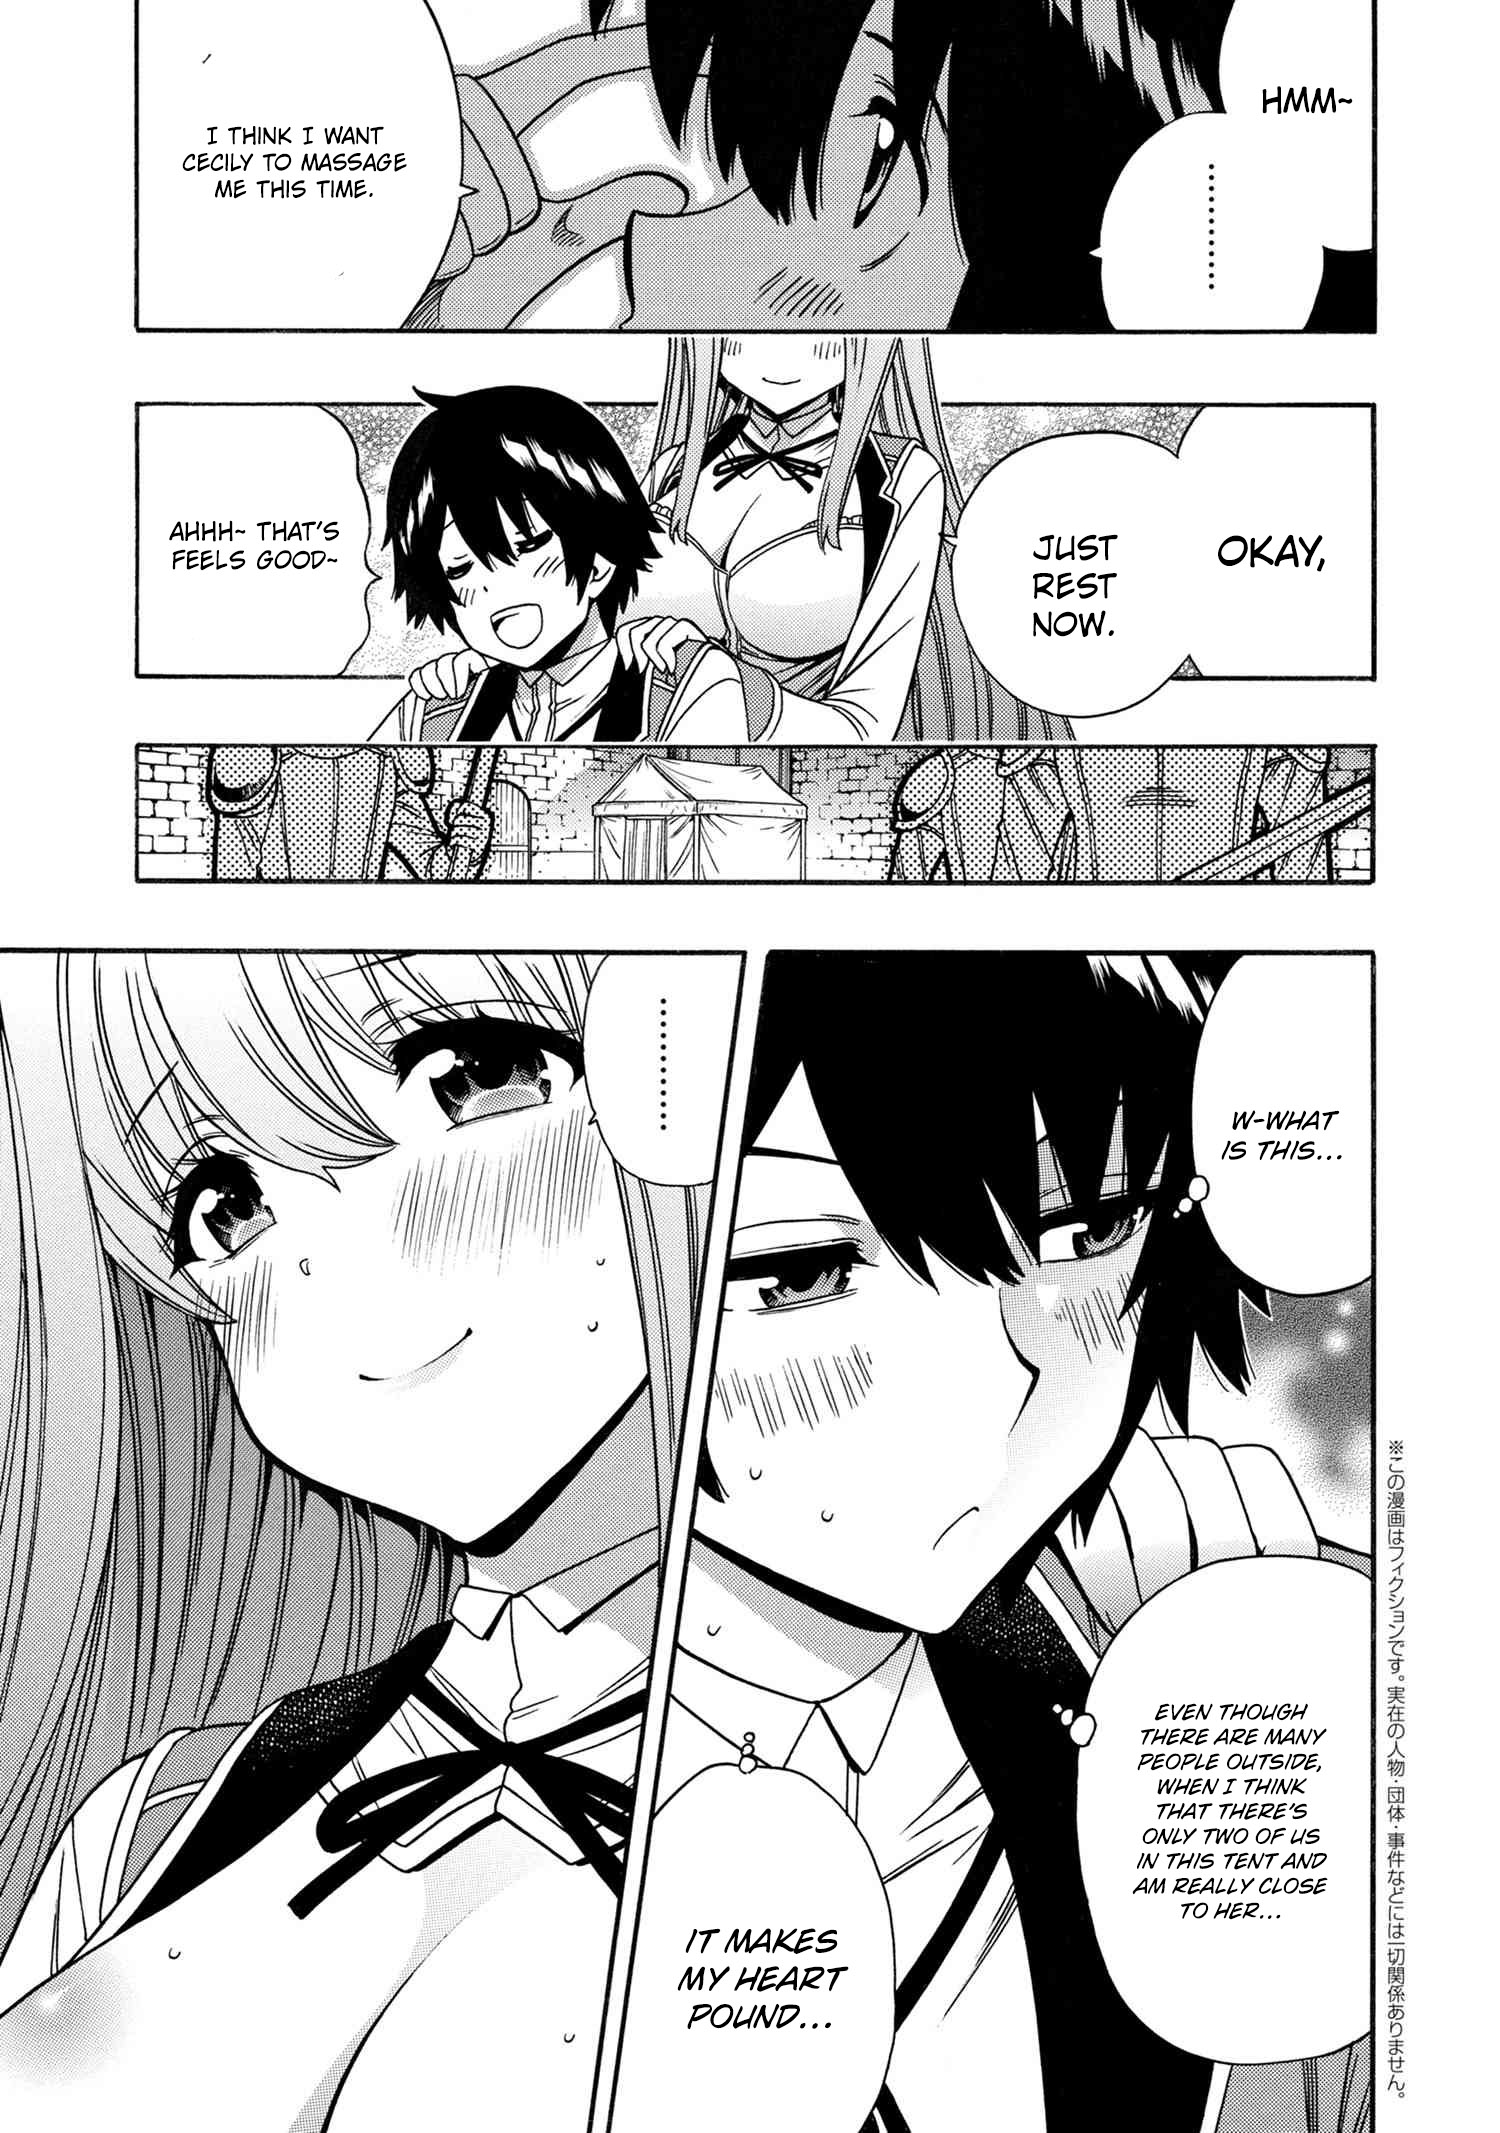 HMM~
………
I THINK I WANT
CECILY TO MASSAGE
ME THIS TIME.
OKAY,
JUST
REST
NOW.
AHHH~ THAT'S
FEELS GOOD~
W-WHAT
IS THIS...
EVEN THOUGH
THERE ARE MANY
PEOPLE OUTSIDE,
WHEN I THINK
THAT THERE'S
ONLY TWO OF US
IN THIS TENT AND
AM REALLY CLOSE
TO HER...
IT MAKES
MY HEART
POUND...
………
※この漫画はフィクションです。実在の人物・団体・事件などには一切関係ありません。